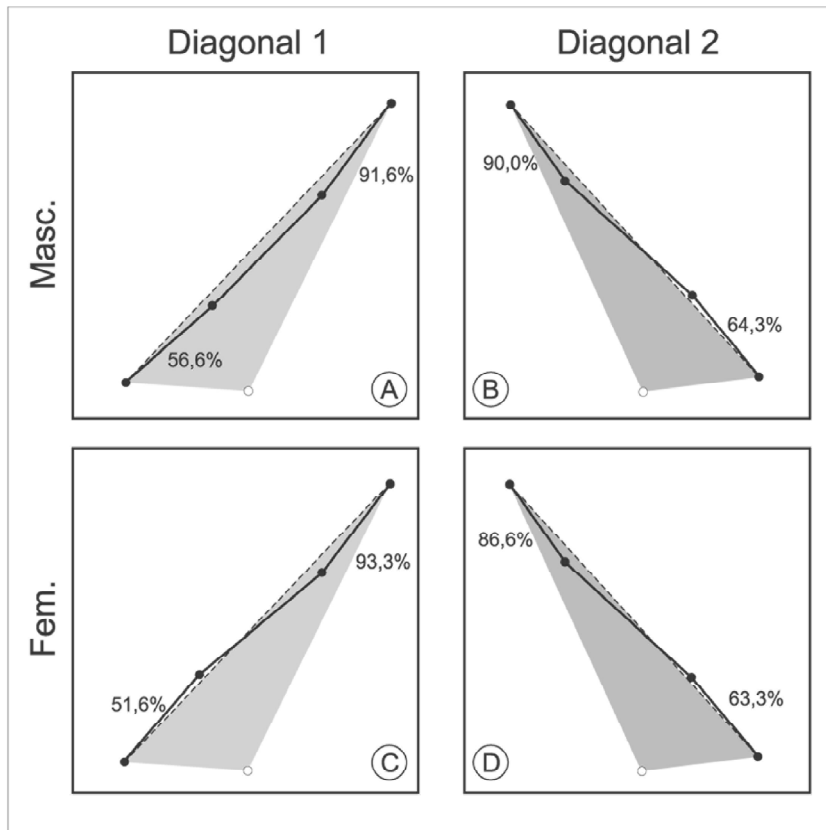 Diagonal 1
Diagonal 2
Masc.
91,6%
56,6%
A
90,0%
64,3%
B
Fem.
93,3%
51,6%
C
86,6%
63,3%
D